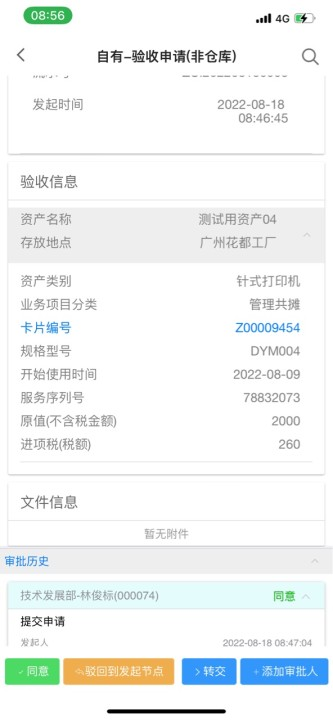 08:56
4G
自有-验收申请(非仓库)
发起时间
2022-08-18
08:46:45
验收信息
资产名称 测试用资产04
存放地点 广州花都工厂
资产类别 针式打印机
业务项目分类 管理共摊
卡片编号 Z00009454
规格型号 DYM004
开始使用时间 2022-08-09
服务序列号 78832073
原值(不含税金额) 2000
进项税(税额) 260
文件信息
暂无附件
审批历史
技术发展部-林俊标(000074) 同意
提交申请
发起人 2022-08-18 08:47:04
同意 驳回到发起节点 转交 +添加审批人